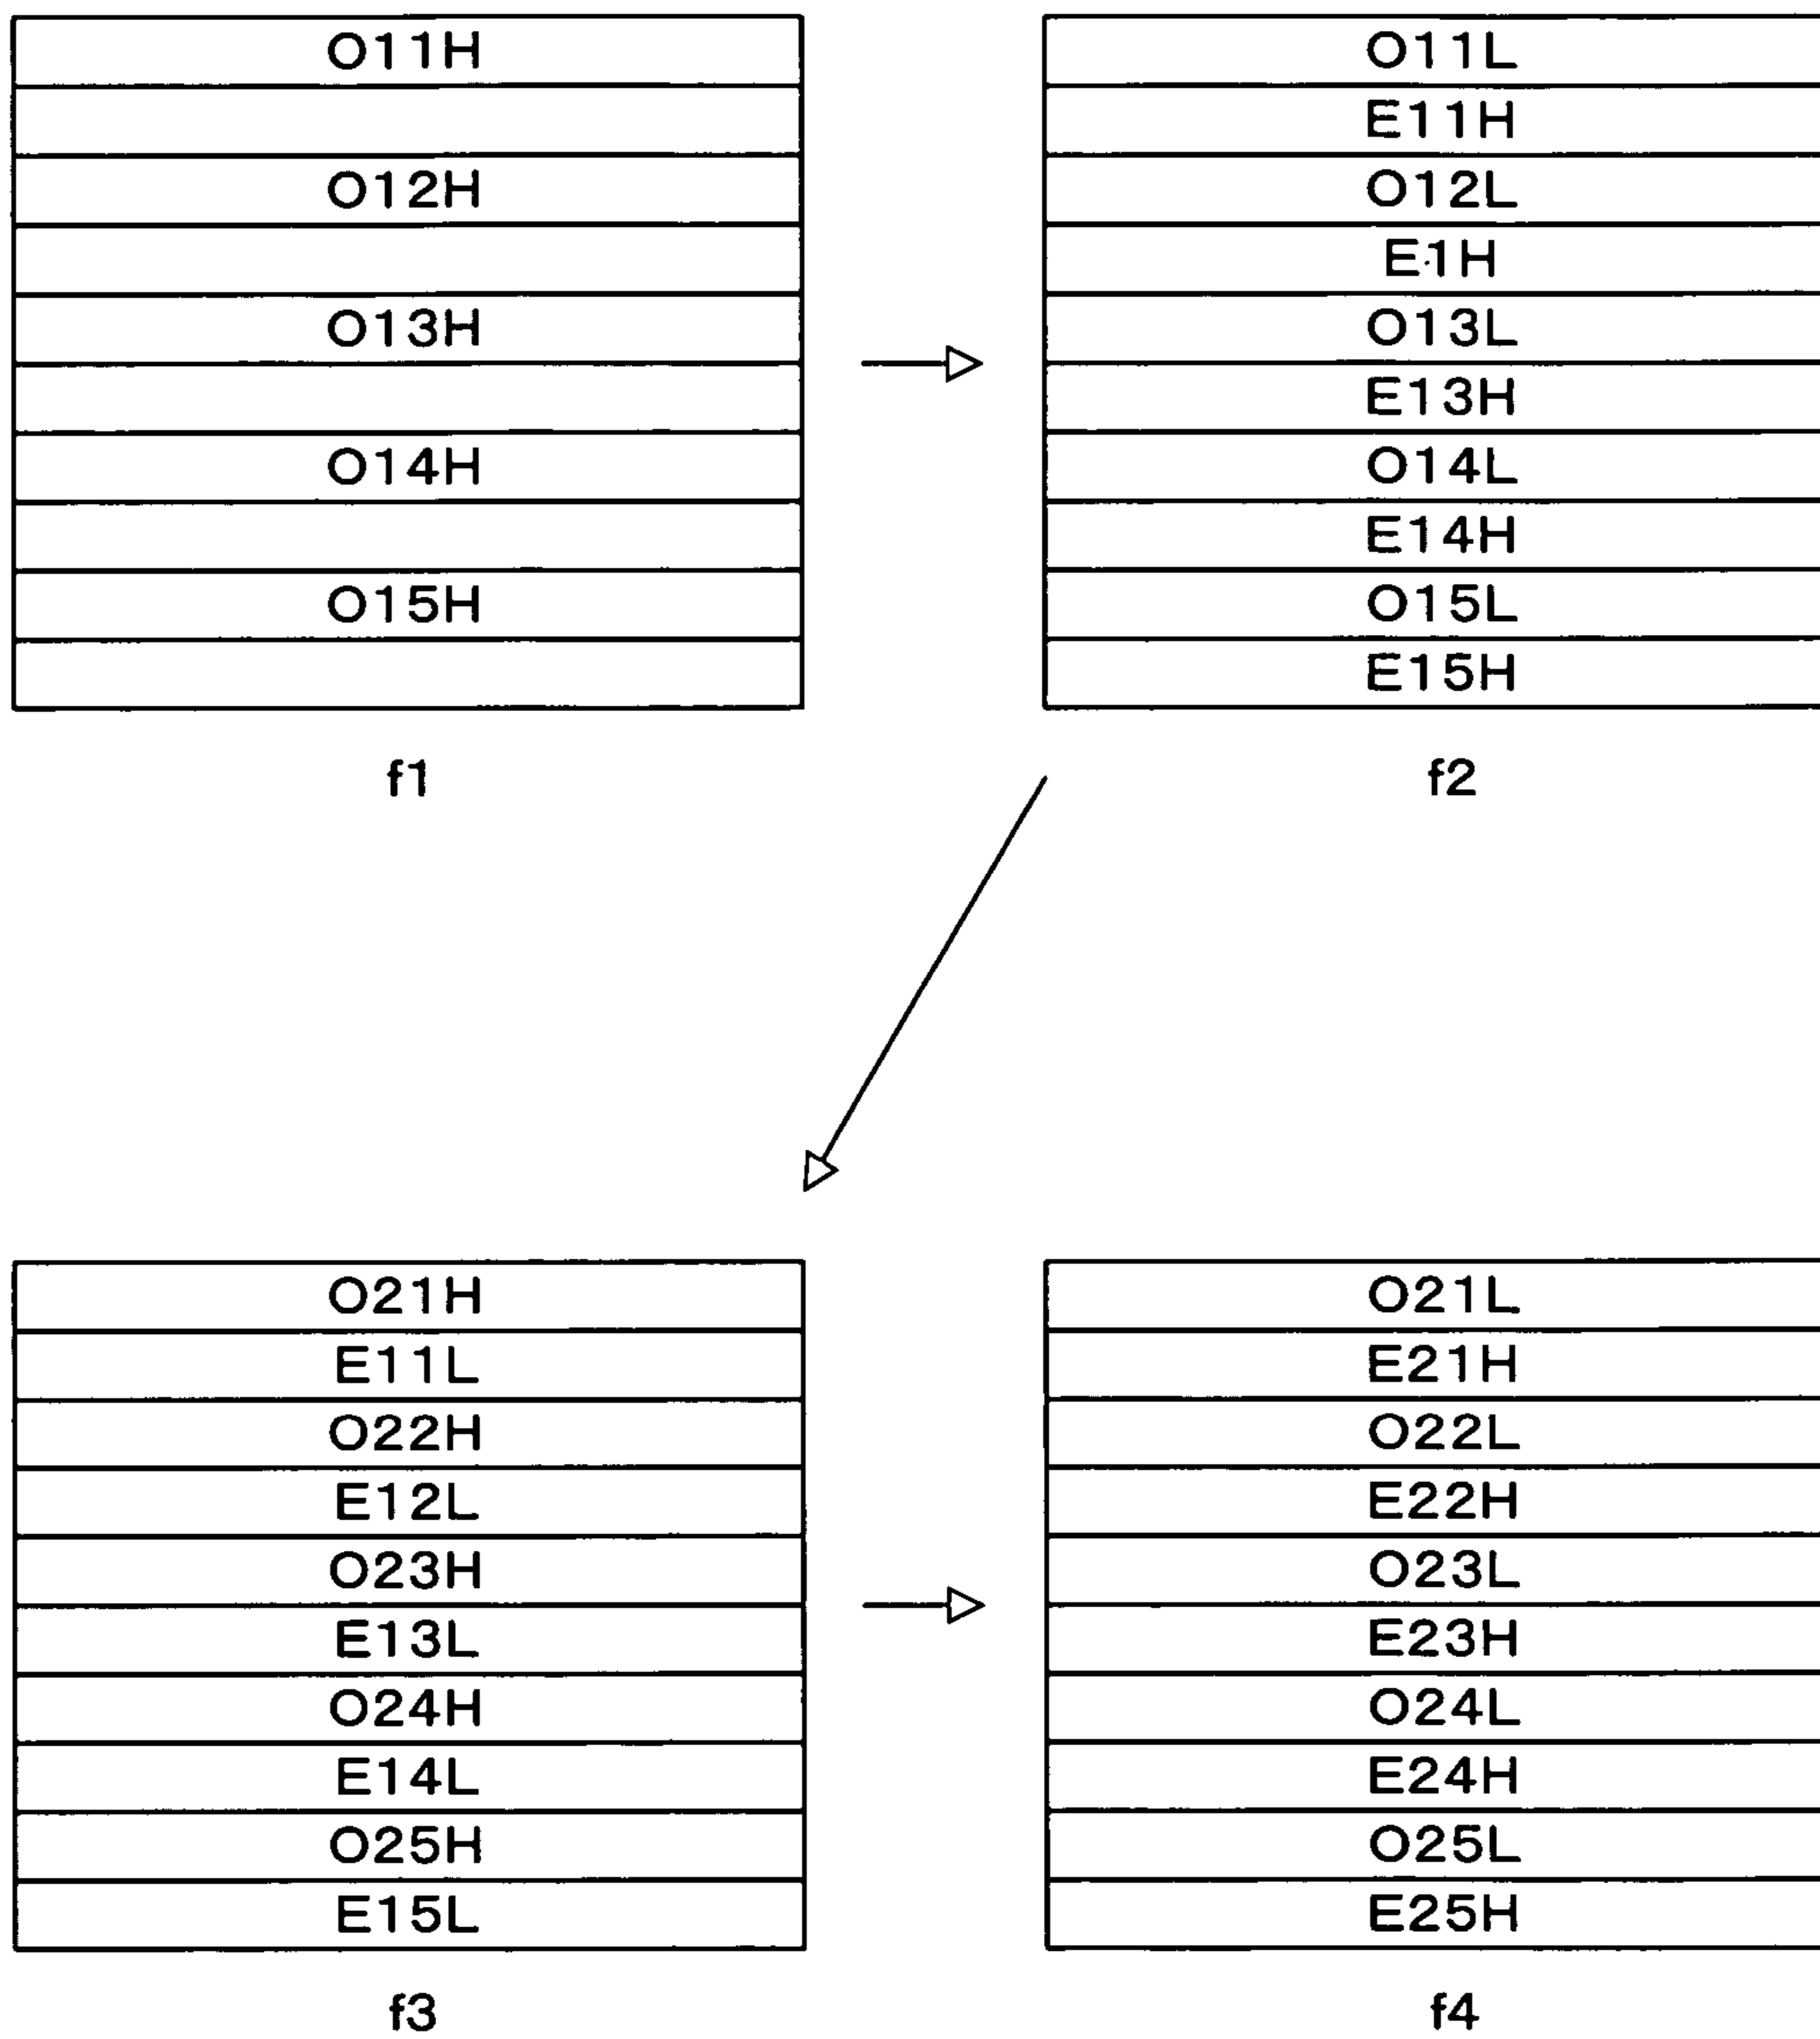 O11H
O12H
O13H
O14H
O15H
f1
O11L
E11H
O12L
E1H
O13L
E13H
O14L
E14H
O15L
E15H
f2
O21H
E11L
O22H
E12L
O23H
E13L
O24H
E14L
O25H
E15L
f3
O21L
E21H
O22L
E22H
O23L
E23H
O24L
E24H
O25L
E25H
f4